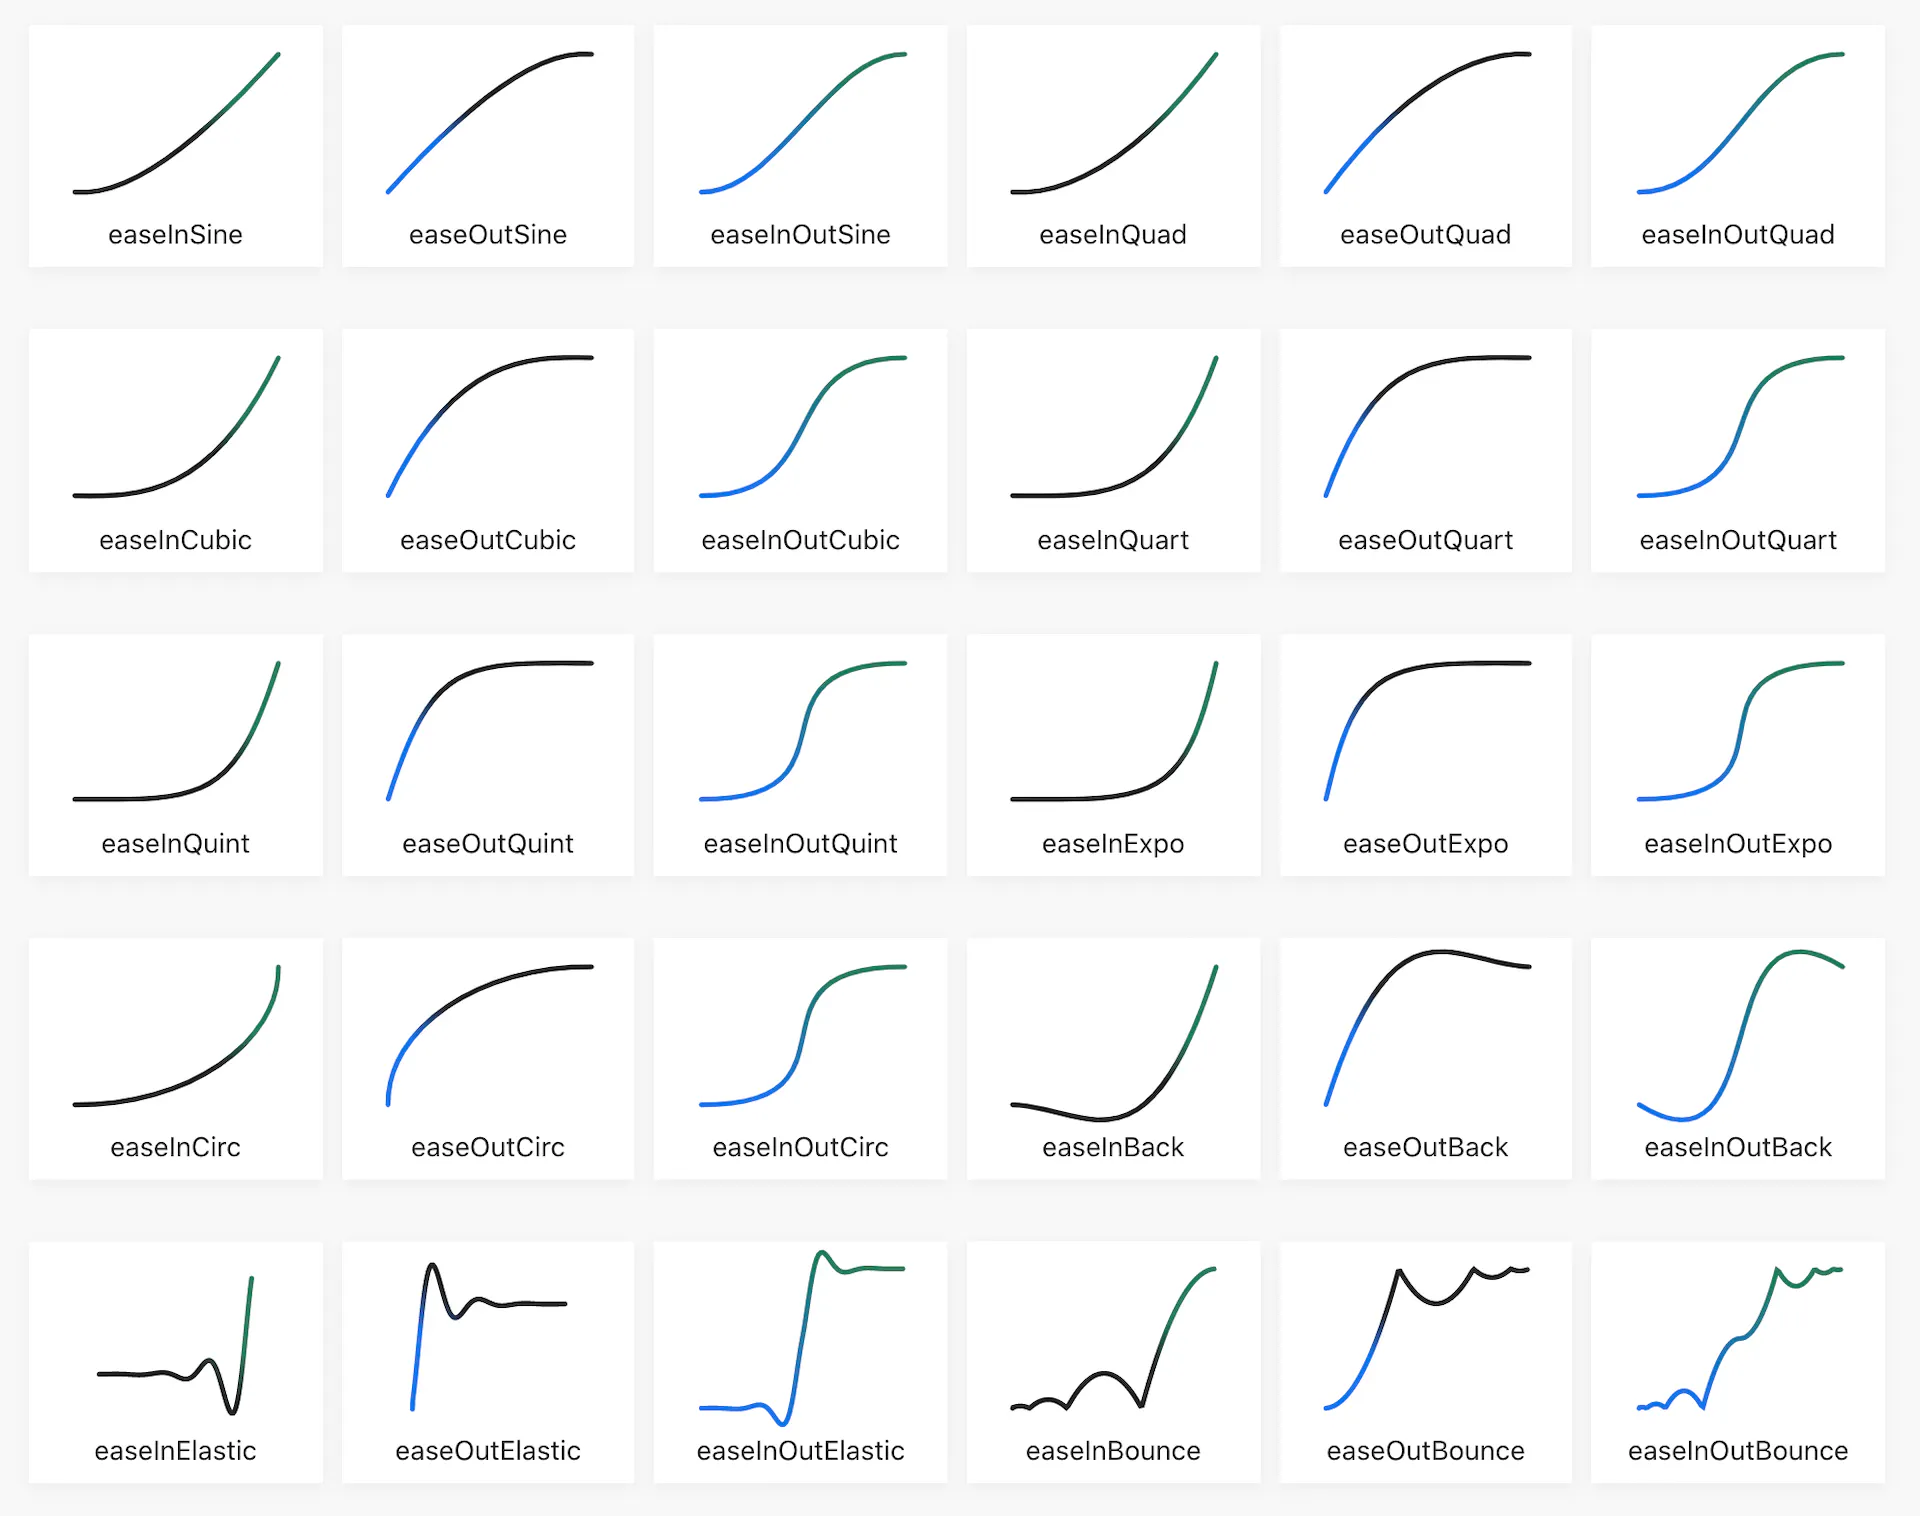 easeInSine
easeOutSine
easeInOutSine
easeInQuad
easeOutQuad
easeInOutQuad
easeInCubic
easeOutCubic
easeInOutCubic
easeInQuart
easeOutQuart
easeInOutQuart
easeInQuint
easeOutQuint
easeInOutQuint
easeInExpo
easeOutExpo
easeInOutExpo
easeInCirc
easeOutCirc
easeInOutCirc
easeInBack
easeOutBack
easeInOutBack
easeInElastic
easeOutElastic
easeInOutElastic
easeInBounce
easeOutBounce
easeInOutBounce